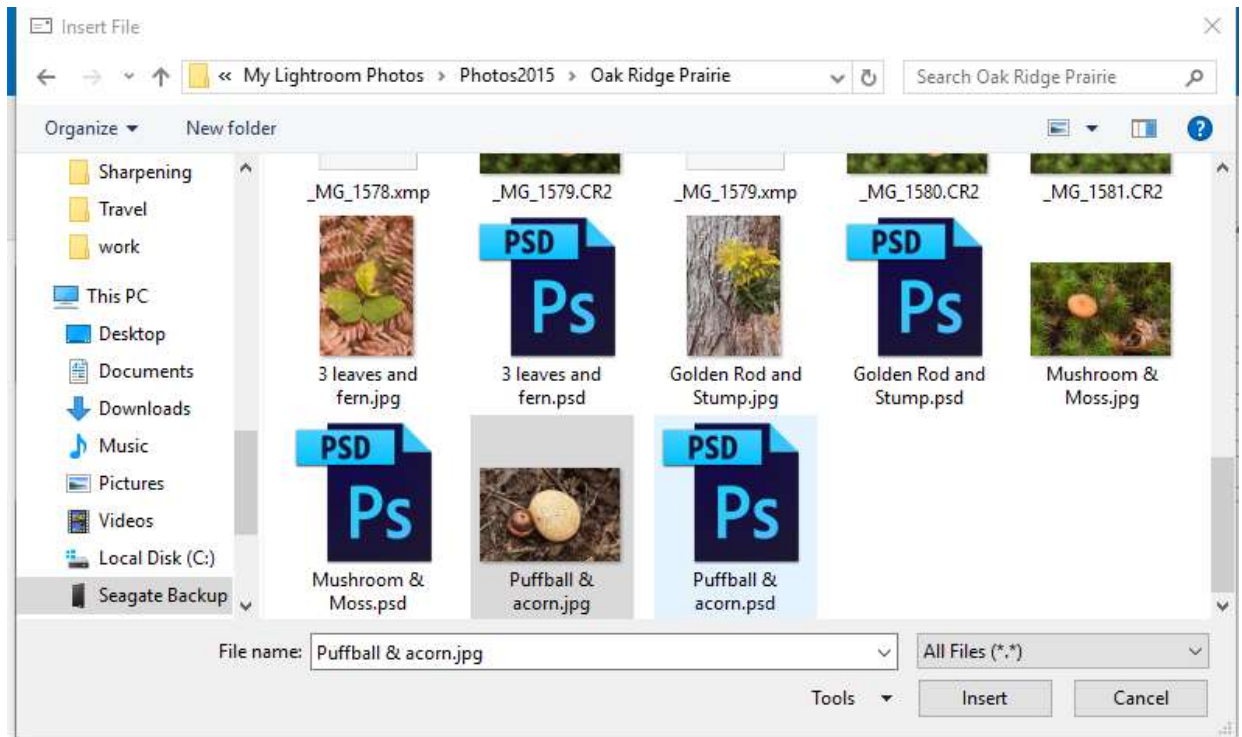 Insert File
« My Lightroom Photos › Photos2015 › Oak Ridge Prairie
Search Oak Ridge Prairie
Organize
New folder
?
Sharpening
Travel
work
This PC
Desktop
Documents
Downloads
Music
Pictures
Videos
Local Disk (C:)
Seagate Backup
_MG_1578.xmp
_MG_1579.CR2
_MG_1579.xmp
_MG_1580.CR2
_MG_1581.CR2
PSD
Ps
PSD
Ps
3 leaves and
fern.jpg
3 leaves and
fern.psd
Golden Rod and
Stump.jpg
Golden Rod and
Stump.psd
Mushroom &
Moss.jpg
PSD
Ps
PSD
Ps
Mushroom &
Moss.psd
Puffball &
acorn.jpg
Puffball &
acorn.psd
File name: Puffball & acorn.jpg
All Files (*.*)
Tools
Insert
Cancel